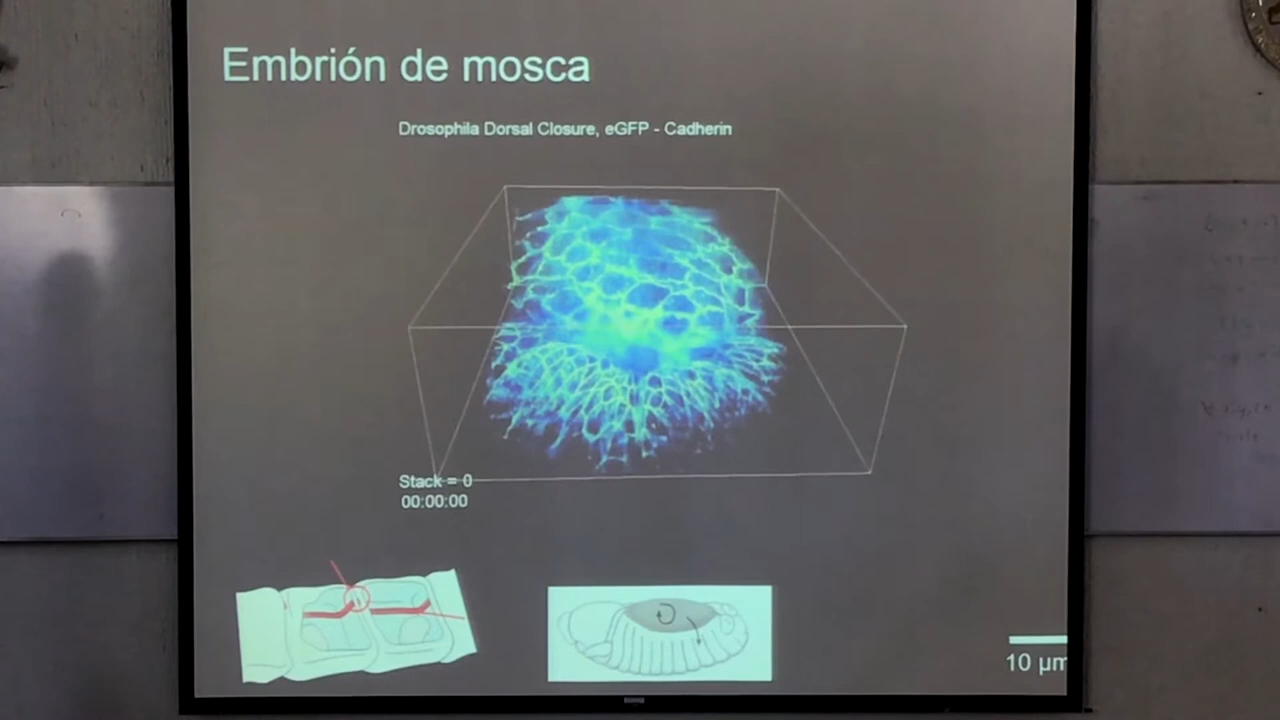 Embrión de mosca
Drosophila Dorsal Closure, eGFP - Cadherin
Stack = 0
00:00:00
10 µm